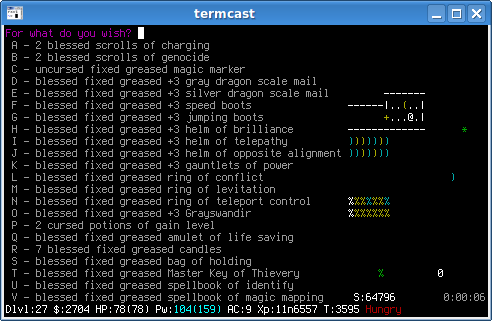 termcast
For what do you wish?
A - 2 blessed scrolls of charging
B - 2 blessed scrolls of genocide
C - uncursed fixed greased magic marker
D - blessed fixed greased +3 gray dragon scale mail
E - blessed fixed greased +3 silver dragon scale mail -------
F - blessed fixed greased +3 speed boots ------|..(..|
G - blessed fixed greased +3 jumping boots +...@.|
H - blessed fixed greased +3 helm of brilliance ------------- *
I - blessed fixed greased +3 helm of telepathy )))))))
J - blessed fixed greased +3 helm of opposite alignment )))))))
K - blessed fixed greased +3 gauntlets of power
L - blessed fixed greased ring of conflict )
M - blessed fixed greased ring of levitation
N - blessed fixed greased ring of teleport control %%%%%%%
O - blessed fixed greased +3 Grayswandir %%%%%%%
P - 2 cursed potions of gain level
Q - blessed fixed greased amulet of life saving
R - 7 blessed fixed greased candles
S - blessed fixed greased bag of holding
T - blessed fixed greased Master Key of Thievery % 0
U - blessed fixed greased spellbook of identify
V - blessed fixed greased spellbook of magic mapping S:64796 0:00:06
Dlvl:27 $:2704 HP:78(78) Pw:104(159) AC:9 Xp:11n6557 T:3595 Hungry